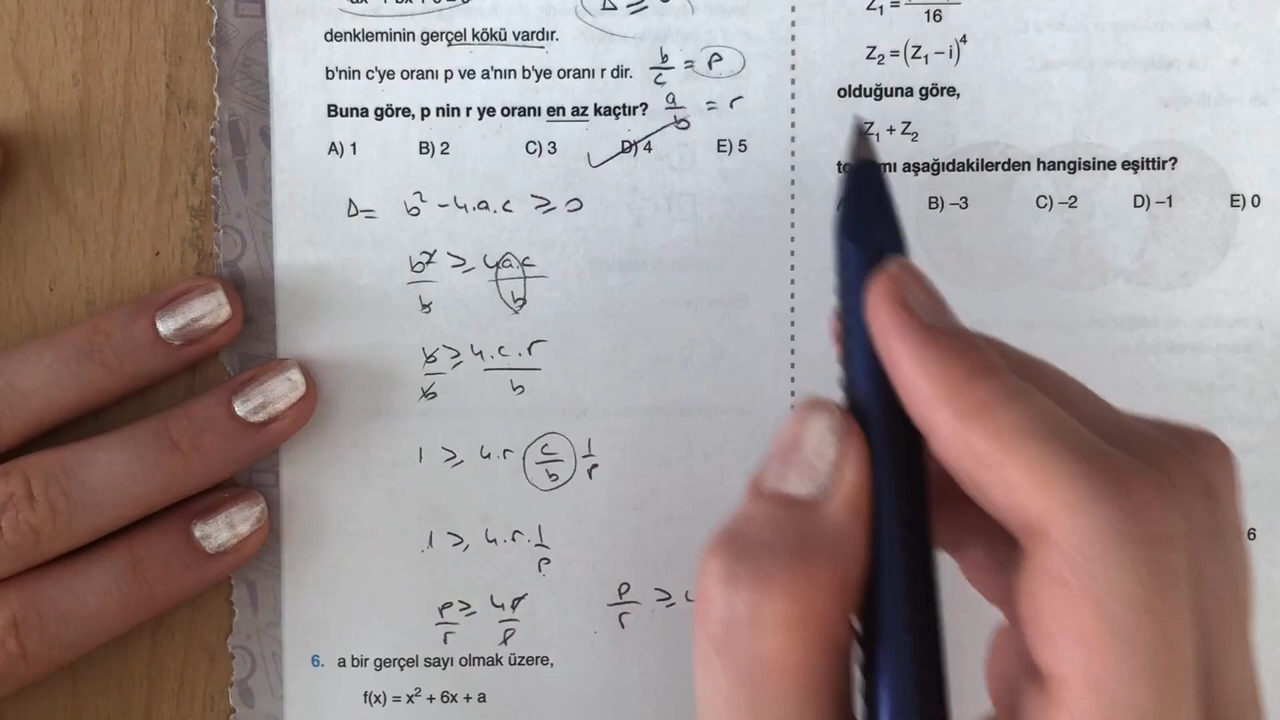 denkleminin gerçel kökü vardır.
b'nin c'ye oranı p ve a'nın b'ye oranı r dir.
b/c = p
Buna göre, p nin r ye oranı en az kaçtır?
a/b = r
A) 1 B) 2 C) 3 D) 4 E) 5
Δ= b² - 4.a.c ≥ 0
b²/b ≥ 4a.c/b
b/b ≥ 4.c.r/b
1 ≥ 4.r c/b 1/p
1 ≥ 4.r.1/p
p/r ≥ 4r/r p/r ≥
6. a bir gerçel sayı olmak üzere,
f(x) = x² + 6x + a
Z₁ =
16
Z₂ = (Z₁ – i)⁴
olduğuna göre,
Z₁ + Z₂
aşağıdakilerden hangisine eşittir?
B) –3 C) –2 D) –1 E) 0
6